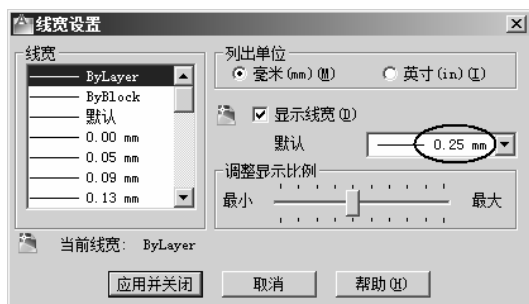 线宽设置
线宽
ByLayer
ByBlock
默认
0.00 mm
0.05 mm
0.09 mm
0.13 mm
列出单位
毫米(mm)(M)
英寸(in)(I)
显示线宽(D)
默认
0.25 mm
调整显示比例
最小
最大
当前线宽: ByLayer
应用并关闭
取消
帮助(H)